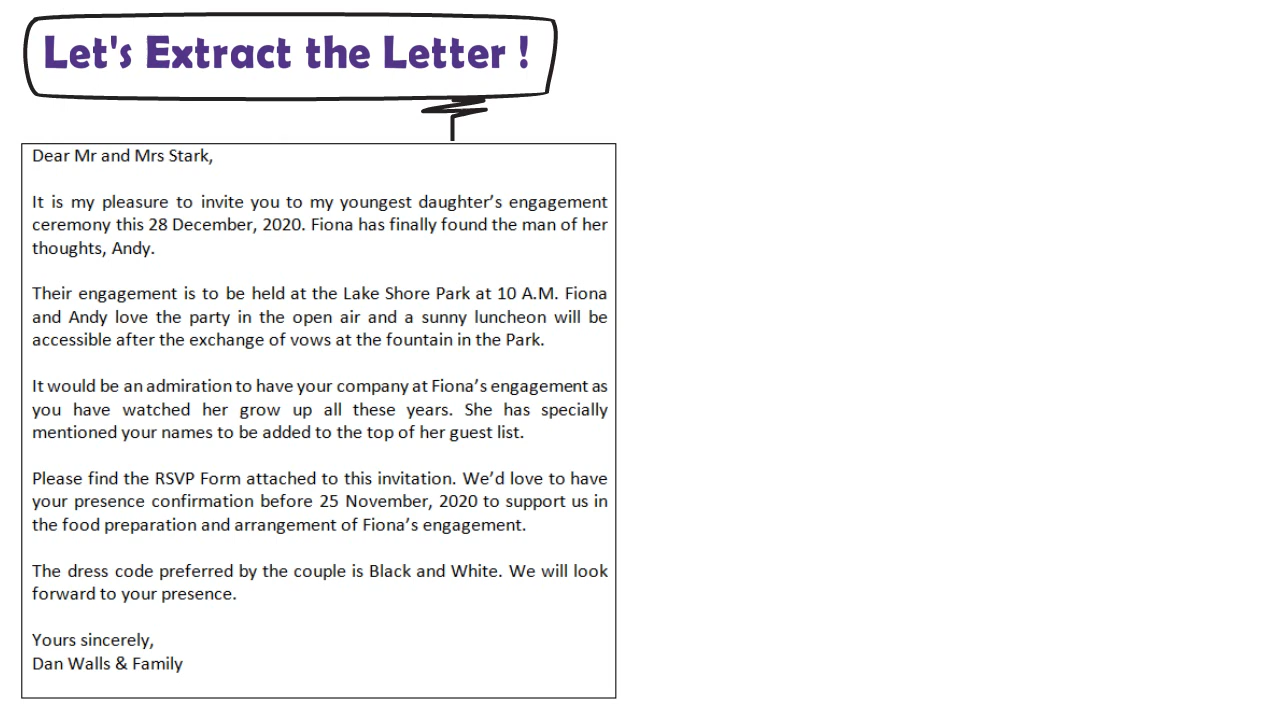 Let's Extract the Letter !
Dear Mr and Mrs Stark,
It is my pleasure to invite you to my youngest daughter’s engagement
ceremony this 28 December, 2020. Fiona has finally found the man of her
thoughts, Andy.
Their engagement is to be held at the Lake Shore Park at 10 A.M. Fiona
and Andy love the party in the open air and a sunny luncheon will be
accessible after the exchange of vows at the fountain in the Park.
It would be an admiration to have your company at Fiona’s engagement as
you have watched her grow up all these years. She has specially
mentioned your names to be added to the top of her guest list.
Please find the RSVP Form attached to this invitation. We’d love to have
your presence confirmation before 25 November, 2020 to support us in
the food preparation and arrangement of Fiona’s engagement.
The dress code preferred by the couple is Black and White. We will look
forward to your presence.
Yours sincerely,
Dan Walls & Family